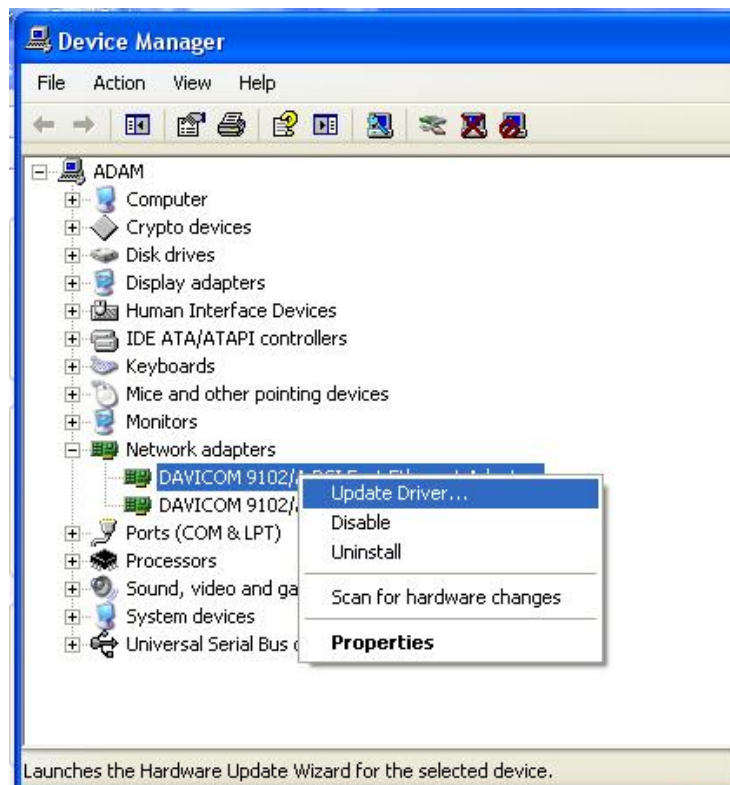 Device Manager
File Action View Help
ADAM
Computer
Crypto devices
Disk drives
Display adapters
Human Interface Devices
IDE ATA/ATAPI controllers
Keyboards
Mice and other pointing devices
Monitors
Network adapters
DAVICOM 9102/
DAVICOM 9102/
Ports (COM & LPT)
Processors
Sound, video and ga
System devices
Universal Serial Bus
Update Driver...
Disable
Uninstall
Scan for hardware changes
Properties
Launches the Hardware Update Wizard for the selected device.